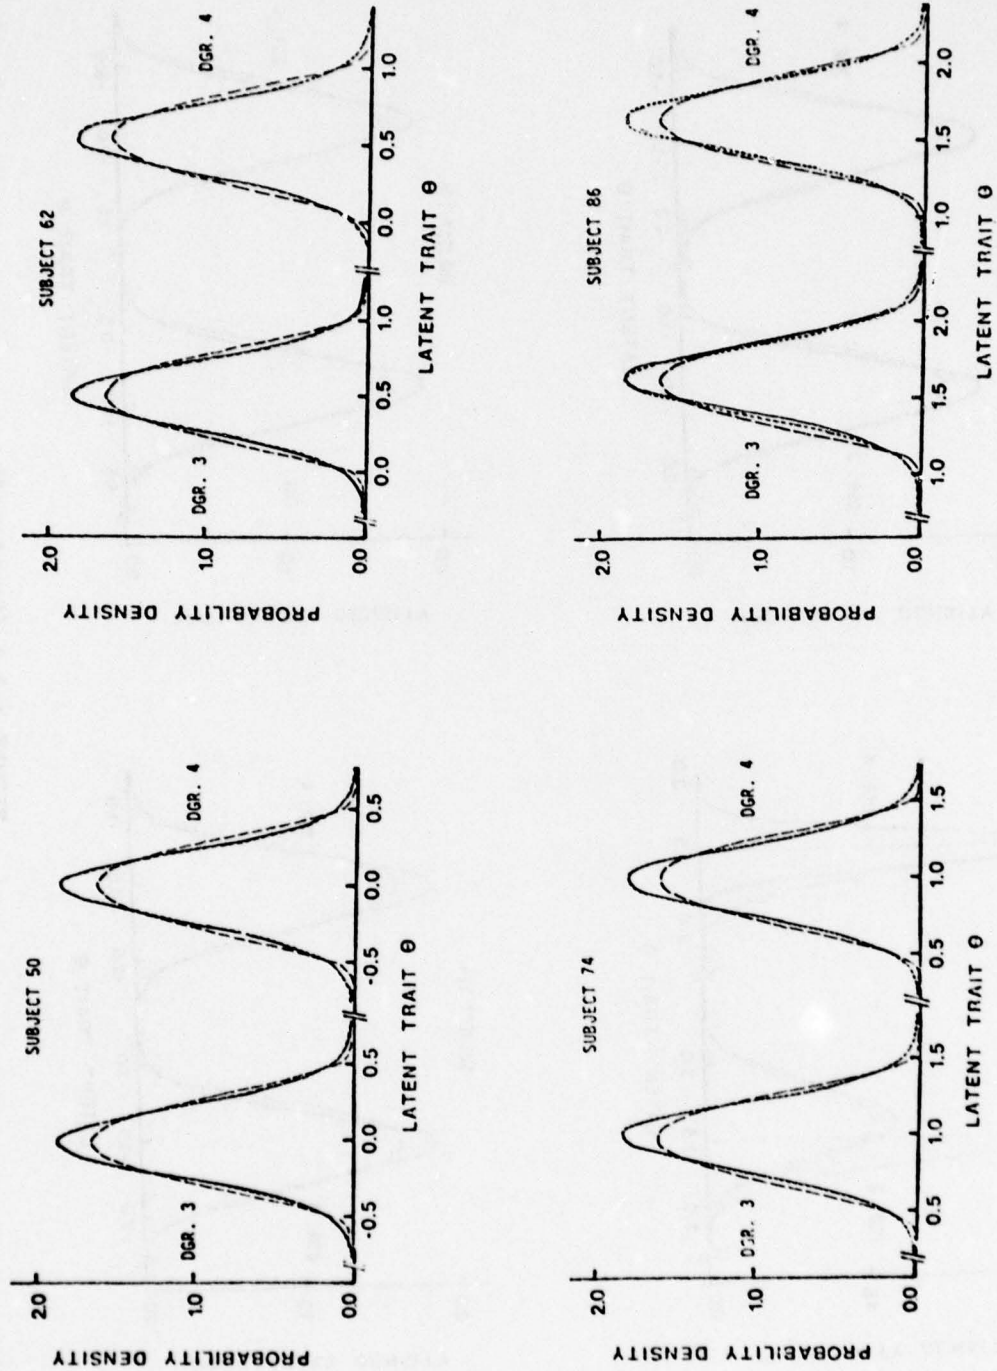 SUBJECT 50
PROBABILITY DENSITY
2.0
1.0
0.0
DGR. 3
DGR. 4
-0.5 0.0 0.5 -0.5 0.0 0.5
LATENT TRAIT θ
SUBJECT 62
PROBABILITY DENSITY
2.0
1.0
0.0
DGR. 3
DGR. 4
0.0 0.5 1.0 0.0 0.5 1.0
LATENT TRAIT θ
SUBJECT 74
PROBABILITY DENSITY
2.0
1.0
0.0
DGR. 3
DGR. 4
0.5 1.0 1.5 0.5 1.0 1.5
LATENT TRAIT θ
SUBJECT 86
PROBABILITY DENSITY
2.0
1.0
0.0
DGR. 3
DGR. 4
1.0 1.5 2.0 1.0 1.5 2.0
LATENT TRAIT θ